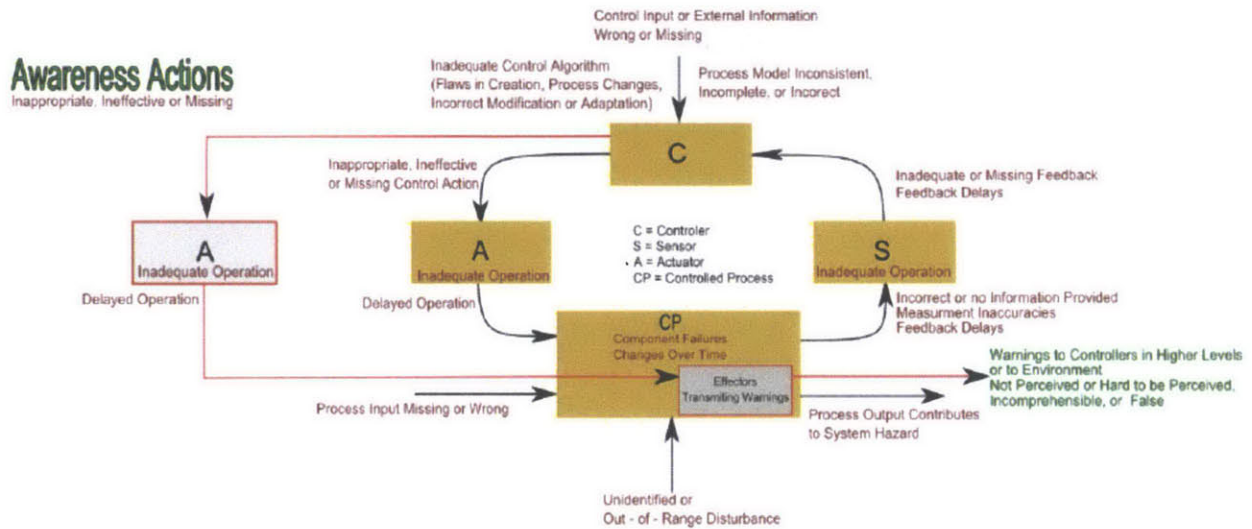 Control Input or External Information
Wrong or Missing
Awareness Actions
Inappropriate, Ineffective or Missing
Inadequate Control Algorithm
(Flaws in Creation, Process Changes,
Incorrect Modification or Adaptation)
Process Model Inconsistent,
Incomplete, or Incorect
C
Inappropriate, Ineffective
or Missing Control Action
Inadequate or Missing Feedback
Feedback Delays
A
Inadequate Operation
A
Inadequate Operation
C = Controler
S = Sensor
A = Actuator
CP = Controlled Process
S
Inadequate Operation
Delayed Operation
Delayed Operation
Incorrect or no Information Provided
Measurment Inaccuracies
Feedback Delays
CP
Component Failures
Changes Over Time
Effectors
Transmiting Warnings
Warnings to Controllers in Higher Levels
or to Environment
Not Perceived or Hard to be Perceived,
Incomprehensible, or False
Process Input Missing or Wrong
Process Output Contributes
to System Hazard
Unidentified or
Out - of - Range Disturbance